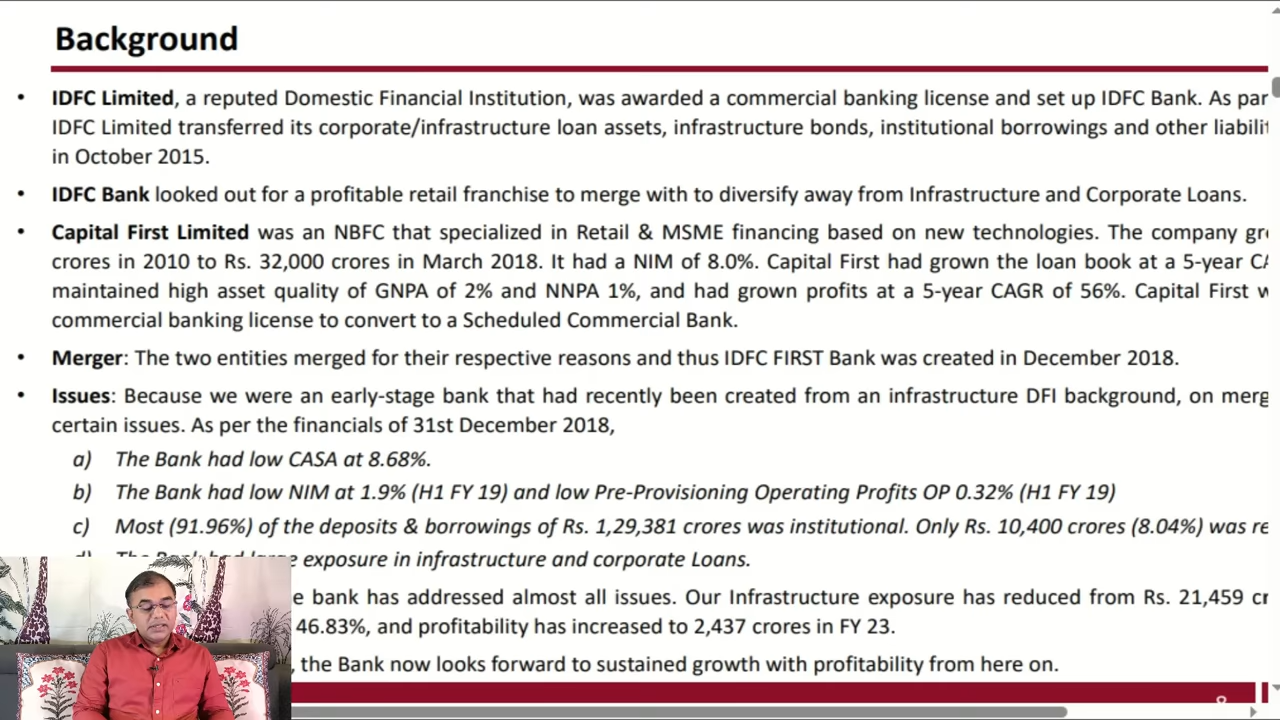 Background
• IDFC Limited, a reputed Domestic Financial Institution, was awarded a commercial banking license and set up IDFC Bank. As par
IDFC Limited transferred its corporate/infrastructure loan assets, infrastructure bonds, institutional borrowings and other liabilit
in October 2015.
• IDFC Bank looked out for a profitable retail franchise to merge with to diversify away from Infrastructure and Corporate Loans.
• Capital First Limited was an NBFC that specialized in Retail & MSME financing based on new technologies. The company gr
crores in 2010 to Rs. 32,000 crores in March 2018. It had a NIM of 8.0%. Capital First had grown the loan book at a 5-year CA
maintained high asset quality of GNPA of 2% and NNPA 1%, and had grown profits at a 5-year CAGR of 56%. Capital First w
commercial banking license to convert to a Scheduled Commercial Bank.
• Merger: The two entities merged for their respective reasons and thus IDFC FIRST Bank was created in December 2018.
• Issues: Because we were an early-stage bank that had recently been created from an infrastructure DFI background, on merg
certain issues. As per the financials of 31st December 2018,
a) The Bank had low CASA at 8.68%.
b) The Bank had low NIM at 1.9% (H1 FY 19) and low Pre-Provisioning Operating Profits OP 0.32% (H1 FY 19)
c) Most (91.96%) of the deposits & borrowings of Rs. 1,29,381 crores was institutional. Only Rs. 10,400 crores (8.04%) was re
d) The Bank had large exposure in infrastructure and corporate Loans.
e bank has addressed almost all issues. Our Infrastructure exposure has reduced from Rs. 21,459 cr
46.83%, and profitability has increased to 2,437 crores in FY 23.
, the Bank now looks forward to sustained growth with profitability from here on.